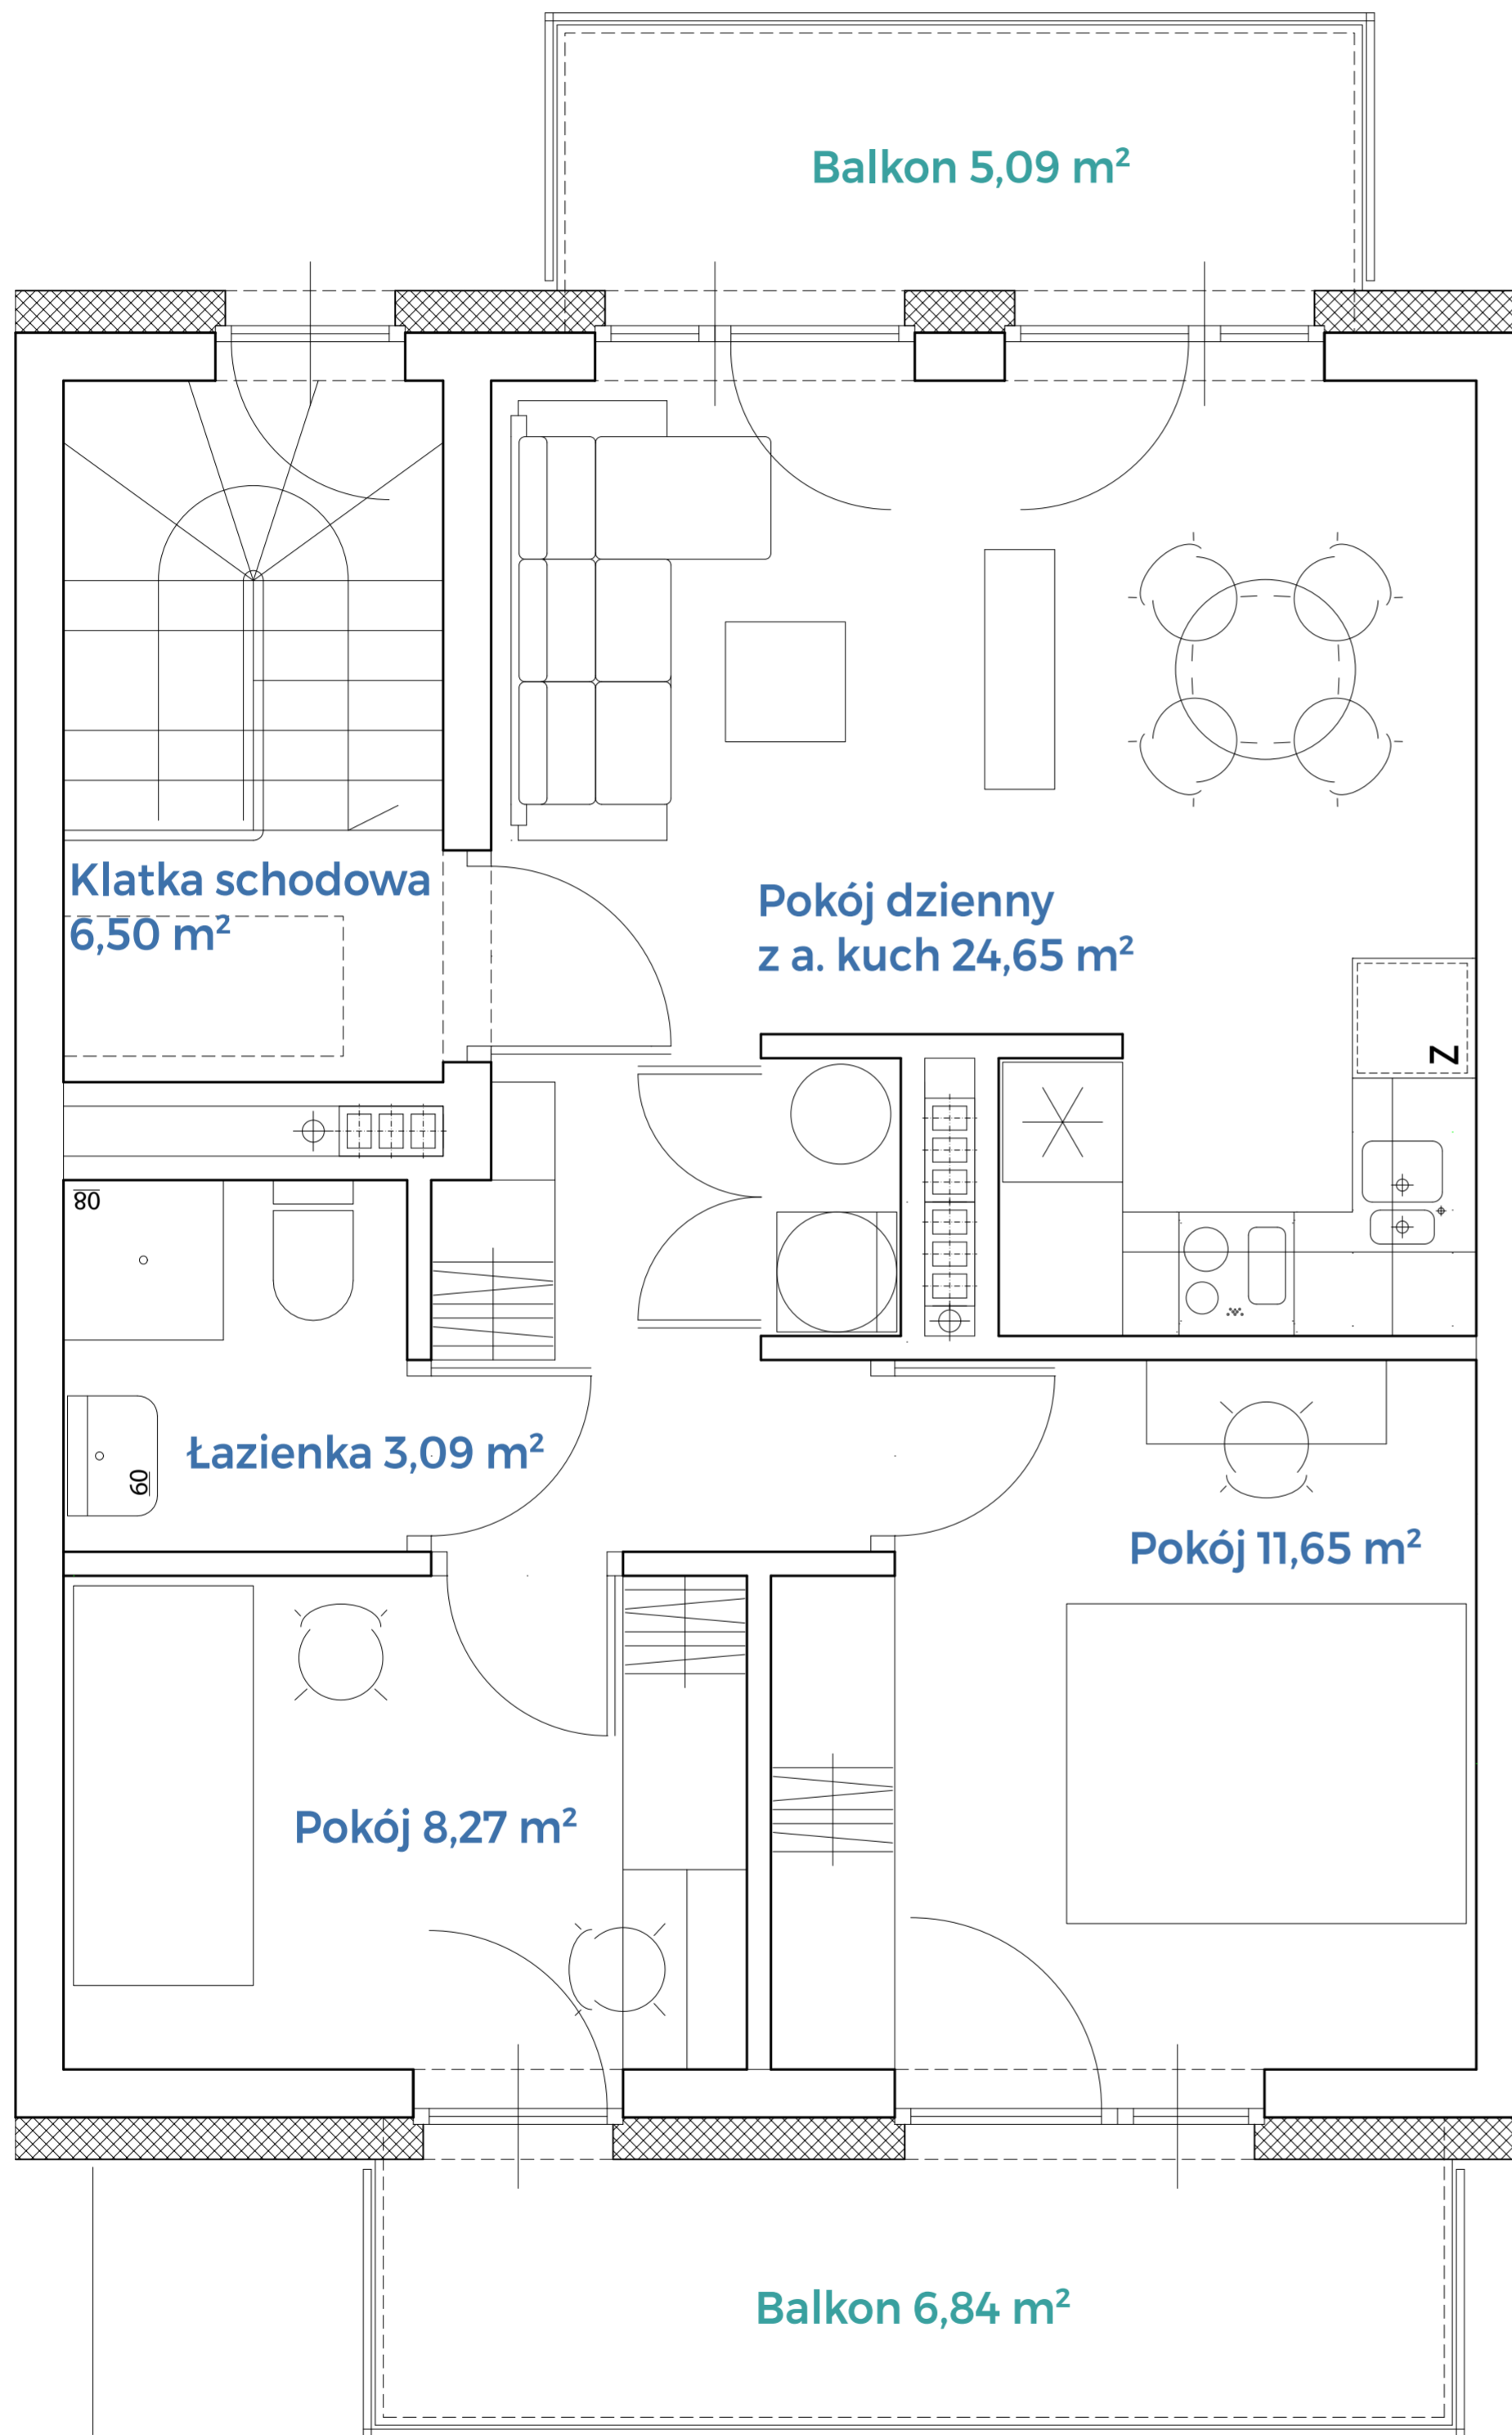 Balkon 5,09 m²
Klatka schodowa
6,50 m²
Pokój dzienny
z a. kuch 24,65 m²
Z
80
Łazienka 3,09 m²
60
Pokój 11,65 m²
Pokój 8,27 m²
Balkon 6,84 m²